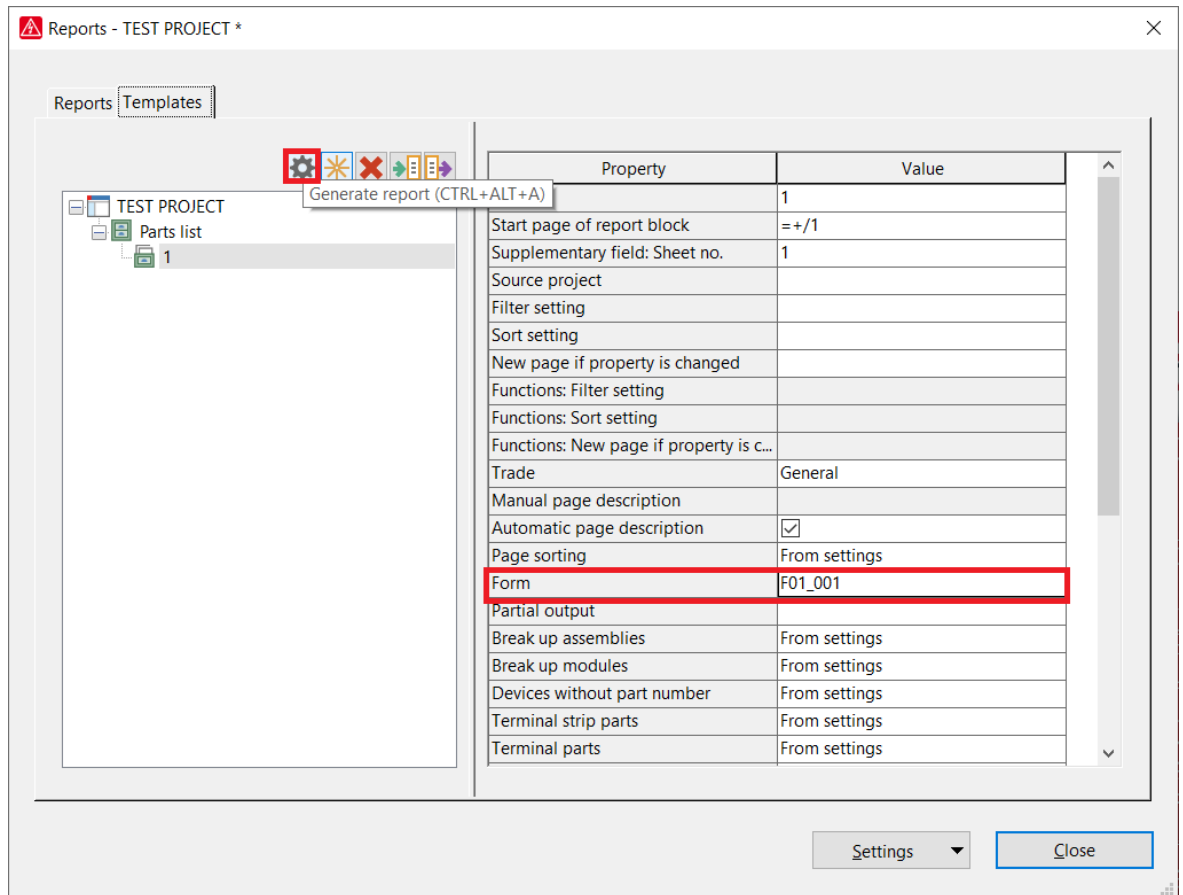 Reports - TEST PROJECT *
Reports Templates
Generate report (CTRL+ALT+A)
TEST PROJECT
Parts list
1
Property Value
1
Start page of report block =+/1
Supplementary field: Sheet no. 1
Source project
Filter setting
Sort setting
New page if property is changed
Functions: Filter setting
Functions: Sort setting
Functions: New page if property is c...
Trade General
Manual page description
Automatic page description
Page sorting From settings
Form F01_001
Partial output
Break up assemblies From settings
Break up modules From settings
Devices without part number From settings
Terminal strip parts From settings
Terminal parts From settings
Settings Close